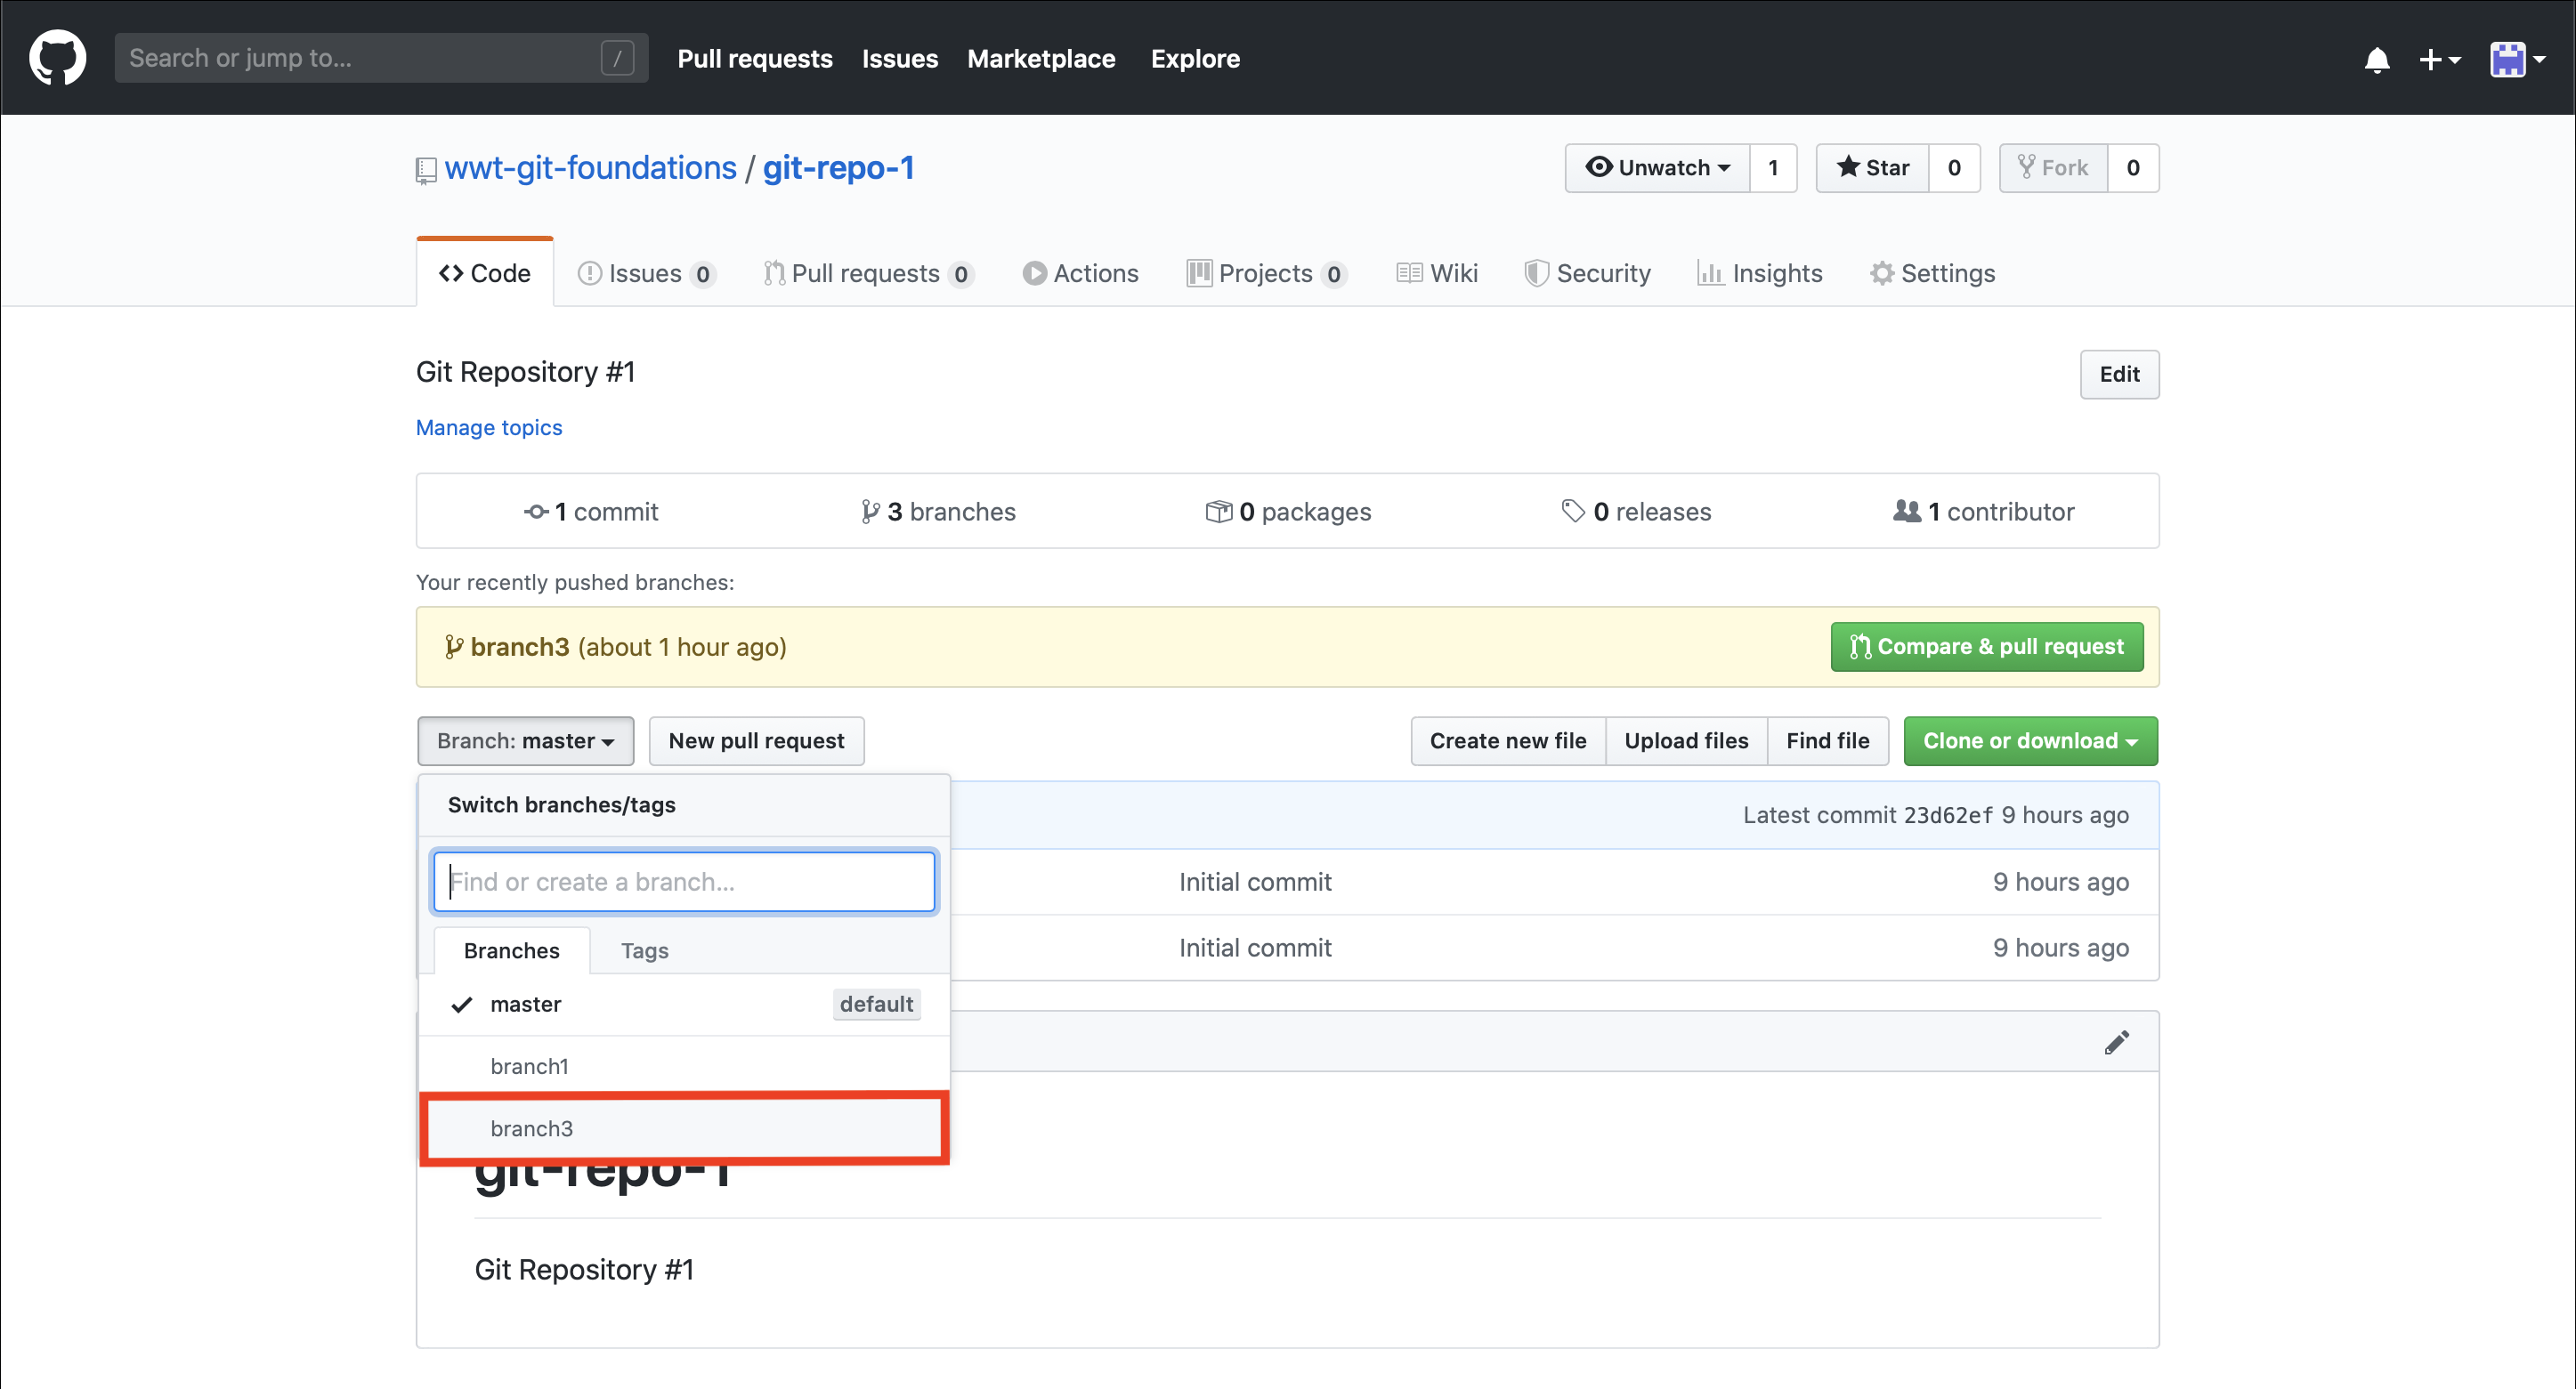 Search or jump to... /
Pull requests Issues Marketplace Explore
wwt-git-foundations / git-repo-1
Unwatch 1 Star 0 Fork 0
Code Issues 0 Pull requests 0 Actions Projects 0 Wiki Security Insights Settings
Git Repository #1
Edit
Manage topics
1 commit 3 branches 0 packages 0 releases 1 contributor
Your recently pushed branches:
branch3 (about 1 hour ago) Compare & pull request
Branch: master New pull request Create new file Upload files Find file Clone or download
Switch branches/tags
Latest commit 23d62ef 9 hours ago
Find or create a branch...
Initial commit 9 hours ago
Branches Tags
Initial commit 9 hours ago
master default
branch1
branch3
git-repo-1
Git Repository #1